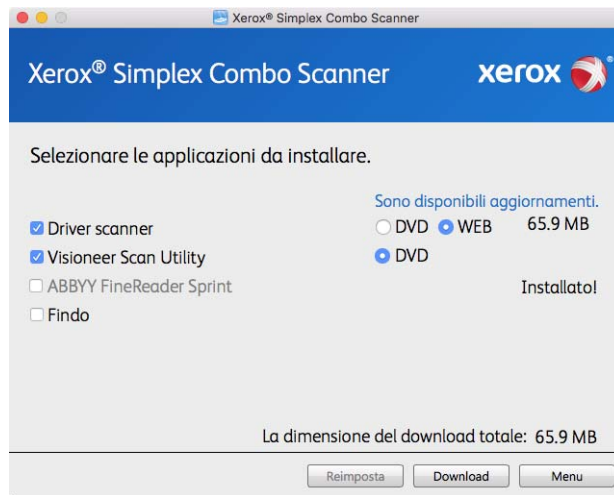 Xerox® Simplex Combo Scanner
Xerox® Simplex Combo Scanner xerox®
Selezionare le applicazioni da installare.
Sono disponibili aggiornamenti.
Driver scanner DVD WEB 65.9 MB
Visioneer Scan Utility DVD
ABBYY FineReader Sprint Installato!
Findo
La dimensione del download totale: 65.9 MB
Reimposta Download Menu